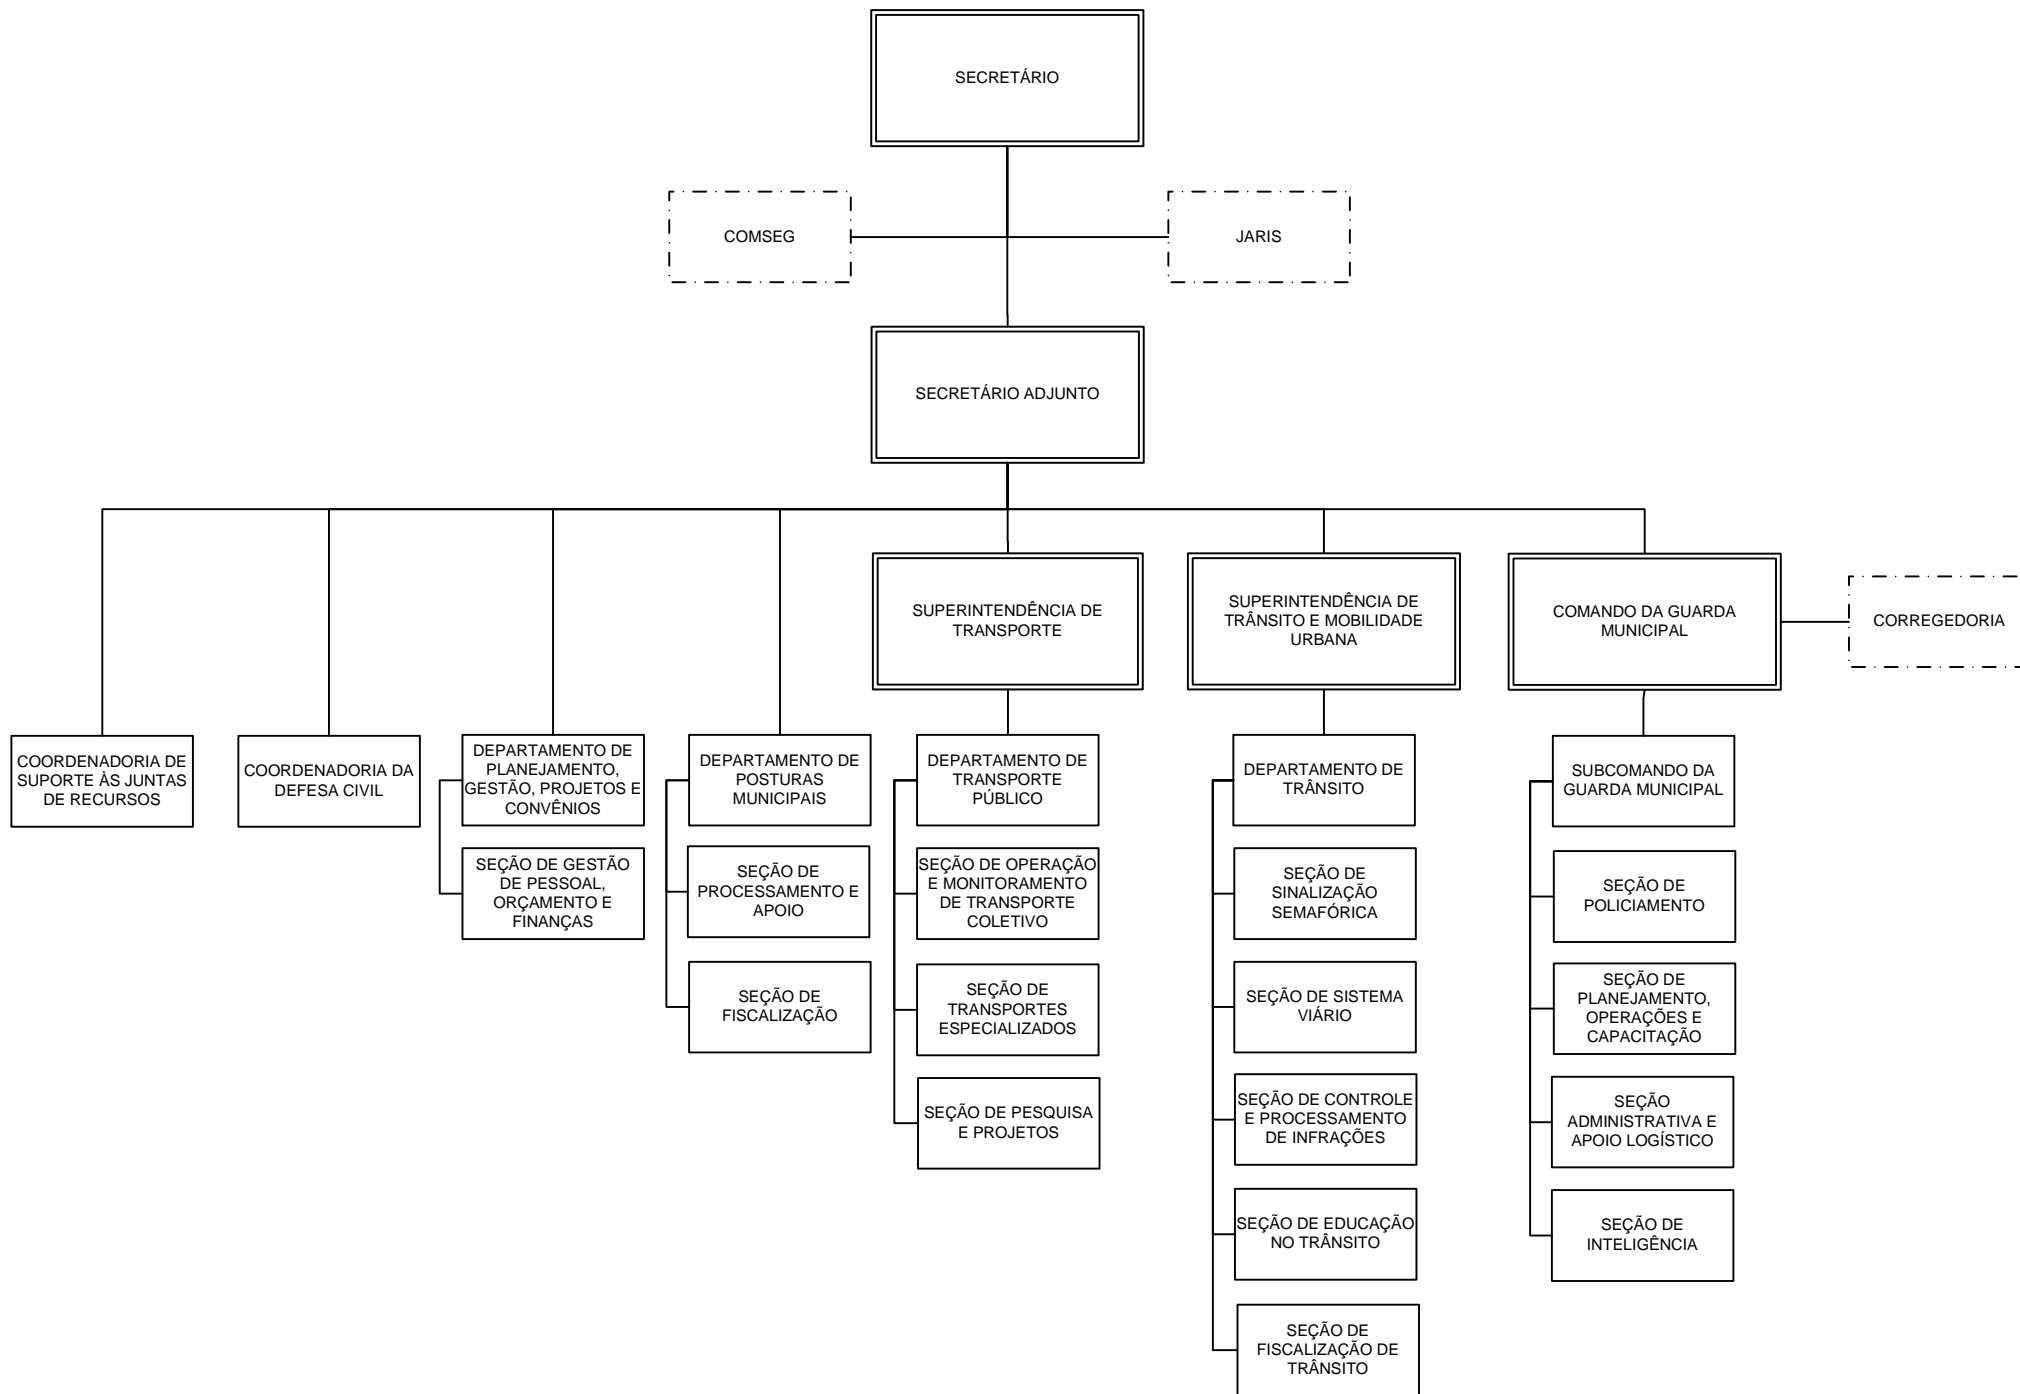 SECRETÁRIO
COMSEG
JARIS
SECRETÁRIO ADJUNTO
SUPERINTENDÊNCIA DE
TRANSPORTE
SUPERINTENDÊNCIA DE
TRÂNSITO E MOBILIDADE
URBANA
COMANDO DA GUARDA
MUNICIPAL
CORREGEDORIA
COORDENADORIA DE
SUPORTE ÀS JUNTAS
DE RECURSOS
COORDENADORIA DA
DEFESA CIVIL
DEPARTAMENTO DE
PLANEJAMENTO,
GESTÃO, PROJETOS E
CONVÊNIOS
DEPARTAMENTO DE
POSTURAS
MUNICIPAIS
DEPARTAMENTO DE
TRANSPORTE
PÚBLICO
DEPARTAMENTO DE
TRÂNSITO
SUBCOMANDO DA
GUARDA MUNICIPAL
SEÇÃO DE GESTÃO
DE PESSOAL,
ORÇAMENTO E
FINANÇAS
SEÇÃO DE
PROCESSAMENTO E
APOIO
SEÇÃO DE OPERAÇÃO
E MONITORAMENTO
DE TRANSPORTE
COLETIVO
SEÇÃO DE
SINALIZAÇÃO
SEMAFÓRICA
SEÇÃO DE
POLICIAMENTO
SEÇÃO DE
FISCALIZAÇÃO
SEÇÃO DE
TRANSPORTES
ESPECIALIZADOS
SEÇÃO DE SISTEMA
VIÁRIO
SEÇÃO DE
PLANEJAMENTO,
OPERAÇÕES E
CAPACITAÇÃO
SEÇÃO DE PESQUISA
E PROJETOS
SEÇÃO DE CONTROLE
E PROCESSAMENTO
DE INFRAÇÕES
SEÇÃO
ADMINISTRATIVA E
APOIO LOGÍSTICO
SEÇÃO DE EDUCAÇÃO
NO TRÂNSITO
SEÇÃO DE
INTELIGÊNCIA
SEÇÃO DE
FISCALIZAÇÃO DE
TRÂNSITO